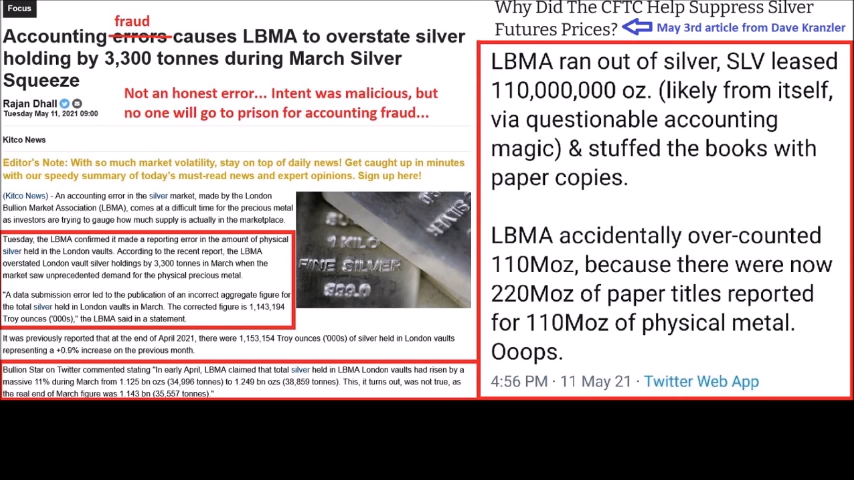 Focus
fraud
Accounting errors causes LBMA to overstate silver
holding by 3,300 tonnes during March Silver
Squeeze
Rajan Dhall
Tuesday May 11, 2021 09:00
Not an honest error... Intent was malicious, but
no one will go to prison for accounting fraud...
Kitco News
Editor's Note: With so much market volatility, stay on top of daily news! Get caught up in minutes
with our speedy summary of today's must-read news and expert opinions. Sign up here!
(Kitco News) - An accounting error in the silver market, made by the London
Bullion Market Association (LBMA), comes at a difficult time for the precious metal
as investors are trying to gauge how much supply is actually in the marketplace.
Tuesday, the LBMA confirmed it made a reporting error in the amount of physical
silver held in the London vaults. According to the recent report, the LBMA
overstated London vault silver holdings by 3,300 tonnes in March when the
market saw unprecedented demand for the physical precious metal.
"A data submission error led to the publication of an incorrect aggregate figure for
the total silver held in London vaults in March. The corrected figure is 1,143,194
Troy ounces ('000s)," the LBMA said in a statement.
It was previously reported that at the end of April 2021, there were 1,153,154 Troy ounces ('000s) of silver held in London vaults
representing a +0.9% increase on the previous month.
Bullion Star on Twitter commented stating "In early April, LBMA claimed that total silver held in LBMA London vaults had risen by a
massive 11% during March from 1.125 bn ozs (34,996 tonnes) to 1.249 bn ozs (38,859 tonnes). This, it turns out, was not true, as
the real end of March figure was 1.143 bn (35,557 tonnes)."
1 KILO
FINE SILVER
999.0
SILVER
Why Did The CFTC Help Suppress Silver
Futures Prices? May 3rd article from Dave Kranzler
LBMA ran out of silver, SLV leased
110,000,000 oz. (likely from itself,
via questionable accounting
magic) & stuffed the books with
paper copies.
LBMA accidentally over-counted
110Moz, because there were now
220Moz of paper titles reported
for 110Moz of physical metal.
Ooops.
4:56 PM · 11 May 21 · Twitter Web App